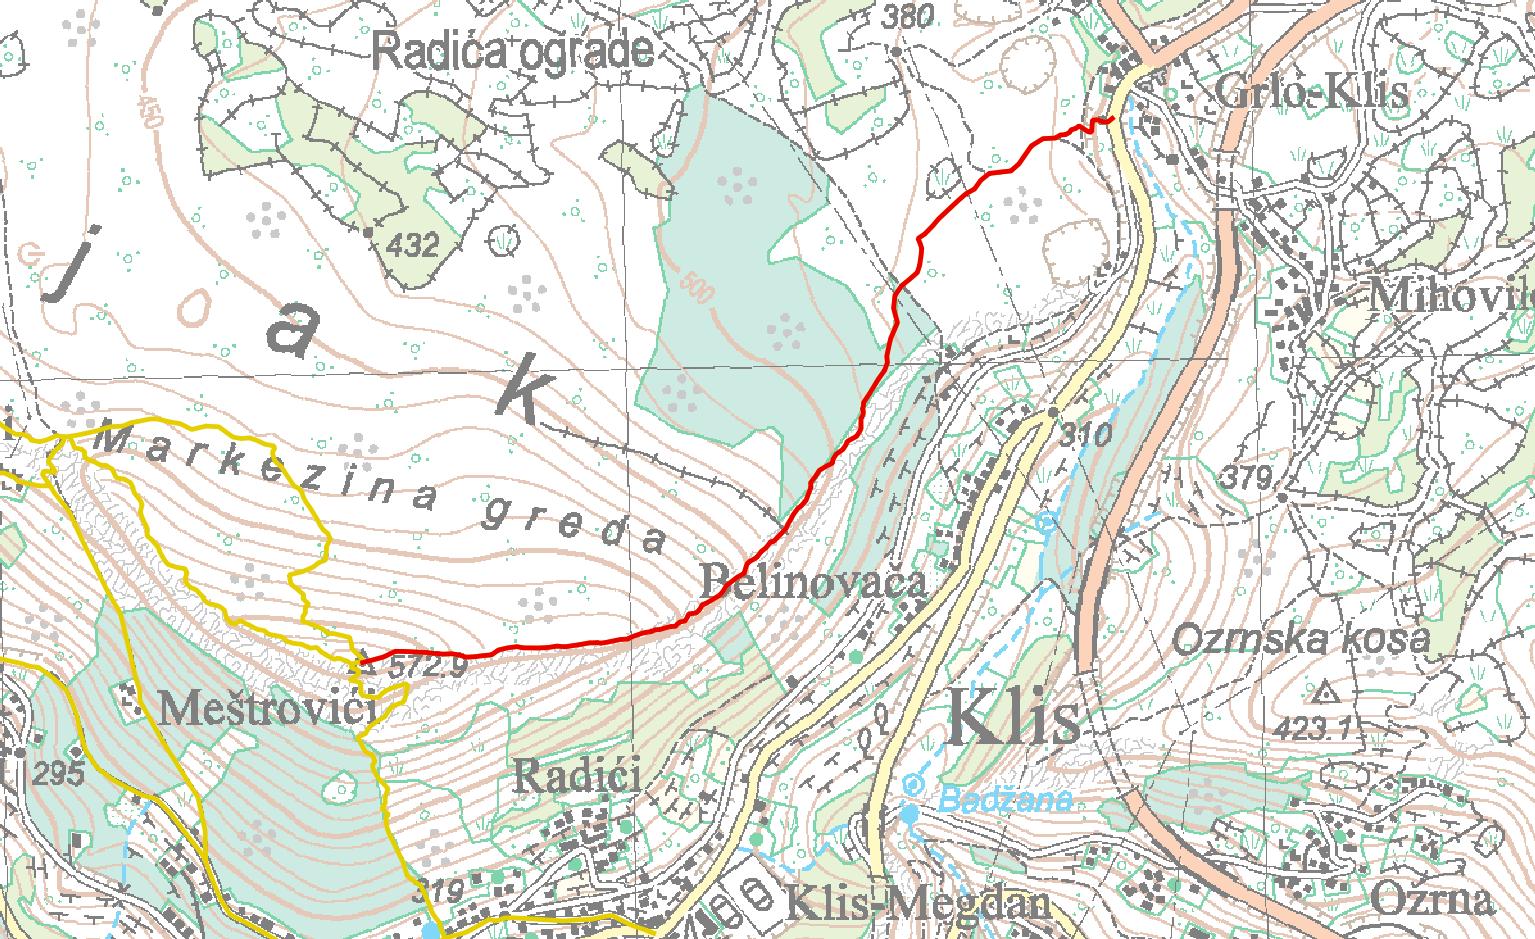 380
Radića ograde
Grlo-Klis
450
432
j
a
k
500
Mihovil
Markezina greda
310
379
Belinovača
Ozrnska kosa
572.9
Meštrovići
Klis
423.1
295
Radići
Badžana
319
Klis-Megdan
Ozrna